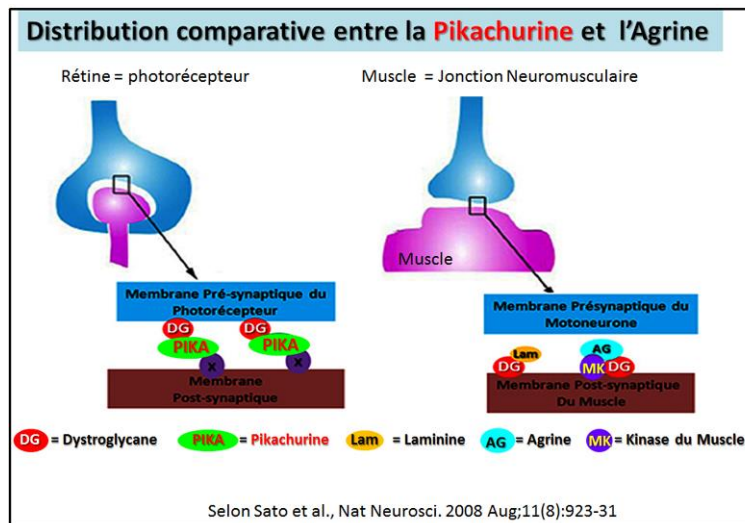 Distribution comparative entre la Pikachurine et l'Agrine
Rétine = photorécepteur
Muscle = Jonction Neuromusculaire
Muscle
Membrane Pré-synaptique du
Photorécepteur
DG
DG
PIKA
PIKA
X
X
Membrane
Post-synaptique
Membrane Présynaptique du
Motoneurone
Lam
AG
DG
MK
DG
Membrane Post-synaptique
Du Muscle
DG = Dystroglycane
PIKA = Pikachurine
Lam = Laminine
AG = Agrine
MK = Kinase du Muscle
Selon Sato et al., Nat Neurosci. 2008 Aug;11(8):923-31